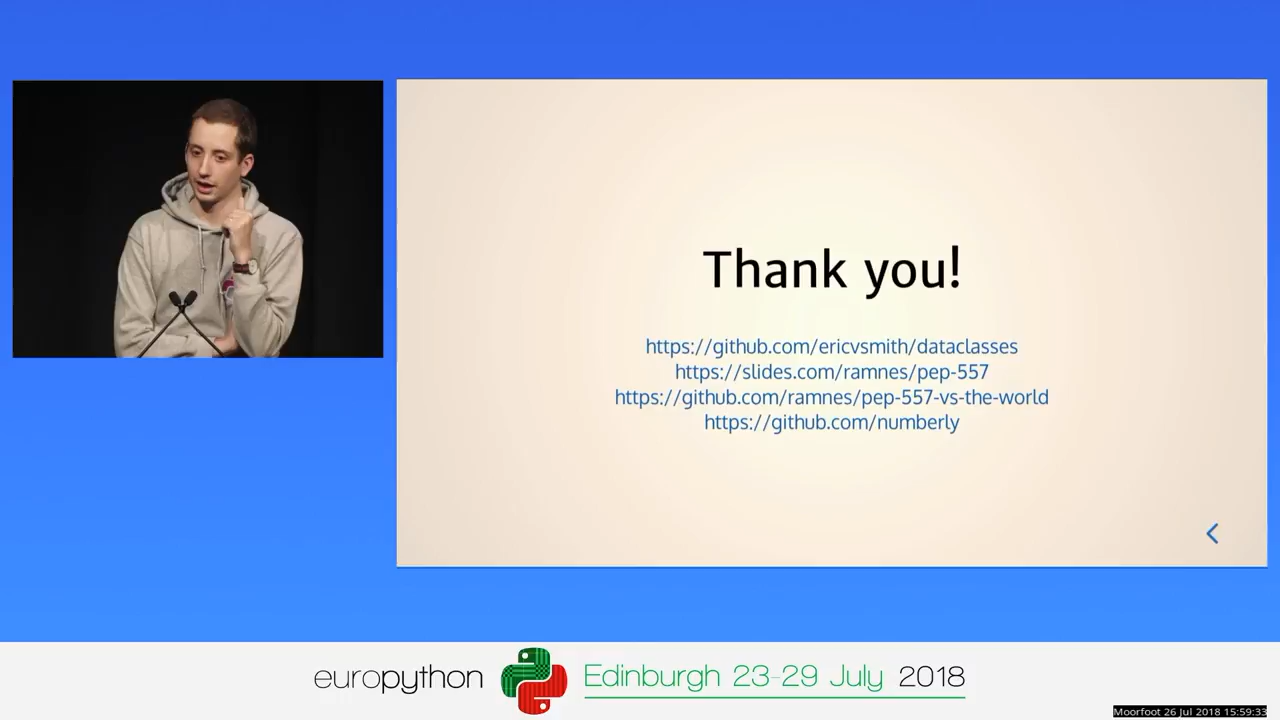 Thank you!
https://github.com/ericvsmith/dataclasses
https://slides.com/ramnes/pep-557
https://github.com/ramnes/pep-557-vs-the-world
https://github.com/numberly
europython Edinburgh 23-29 July 2018
Moorfoot 26 Jul 2018 15:59:33